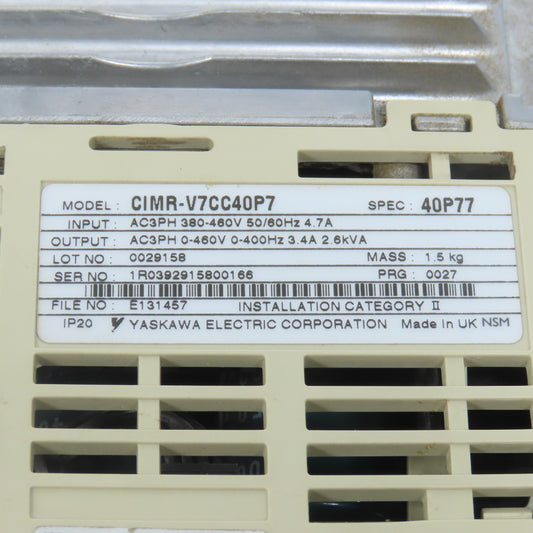 MODEL : CIMR-V7CC40P7 SPEC : 40P77
INPUT : AC3PH 380-460V 50/60Hz 4.7A
OUTPUT : AC3PH 0-460V 0-400Hz 3.4A 2.6kVA
LOT NO : 0029158 MASS : 1.5 kg
SER NO : 1R0392915800166 PRG : 0027
FILE NO : E131457 INSTALLATION CATEGORY II
IP20 YASKAWA ELECTRIC CORPORATION Made in UK NSM